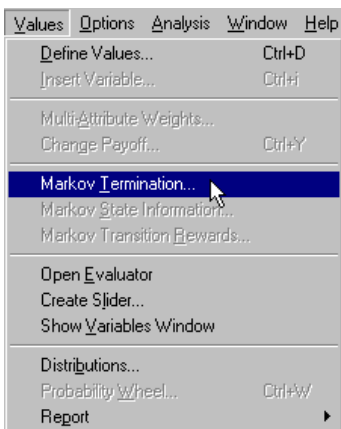 Values Options Analysis Window Help
Define Values... Ctrl+D
Insert Variable... Ctrl+i
Multi-Attribute Weights...
Change Payoff... Ctrl+Y
Markov Termination...
Markov State Information...
Markov Transition Rewards...
Open Evaluator
Create Slider...
Show Variables Window
Distributions...
Probability Wheel... Ctrl+W
Report